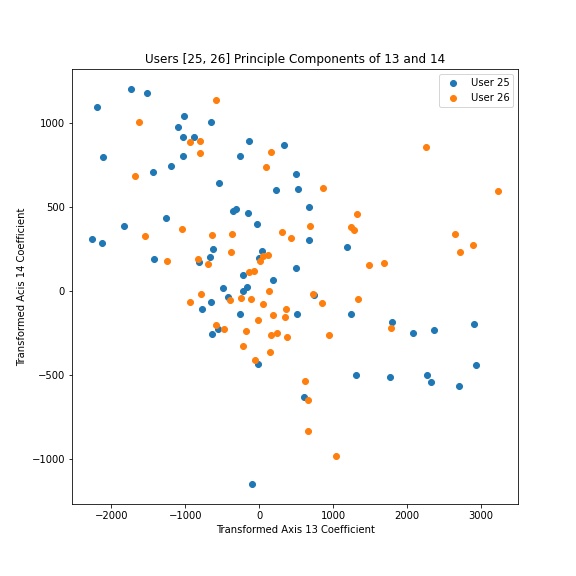 Users [25, 26] Principle Components of 13 and 14
User 25
User 26
Transformed Acis 14 Coefficient
1000
500
0
−500
−1000
−2000
−1000
0
1000
2000
3000
Transformed Axis 13 Coefficient